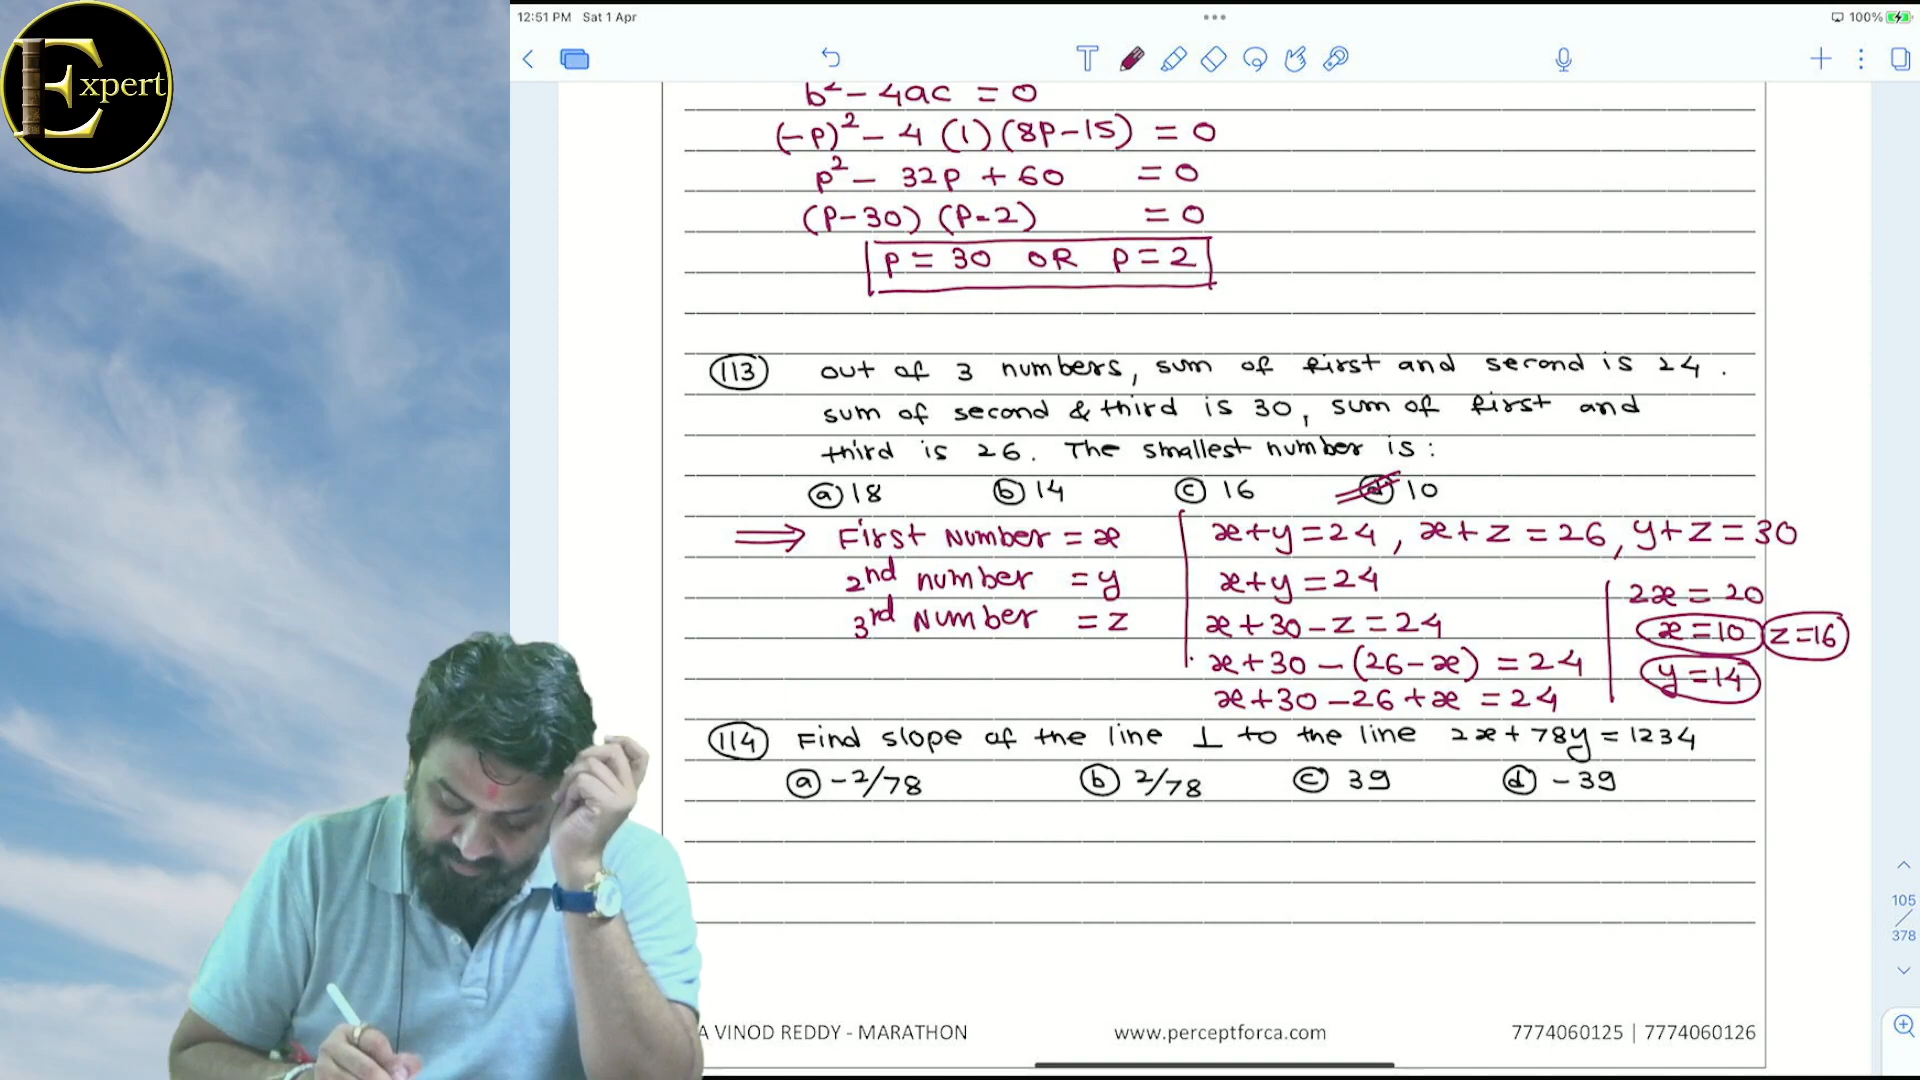 Expert
12:51 PM Sat 1 Apr
100%
b² - 4ac = 0
(-p)² - 4 (1) (8p-15) = 0
p² - 32p + 60 = 0
(p-30) (p-2) = 0
p = 30 OR p = 2
113 out of 3 numbers, sum of first and second is 24.
sum of second & third is 30, sum of first and
third is 26. The smallest number is:
(a) 18 (b) 14 (c) 16 (d) 10
⟹ First Number = x
2nd number = y
3rd Number = z
x+y=24, x+z=26, y+z=30
x+y=24
x+30-z=24
x+30-(26-x) = 24
x+30-26+x = 24
2x = 20
x=10 z=16
y=14
114 Find slope of the line ⊥ to the line 2x+78y=1234
(a) -2/78 (b) 2/78 (c) 39 (d) -39
105
378
A VINOD REDDY - MARATHON www.perceptforca.com 7774060125 | 7774060126